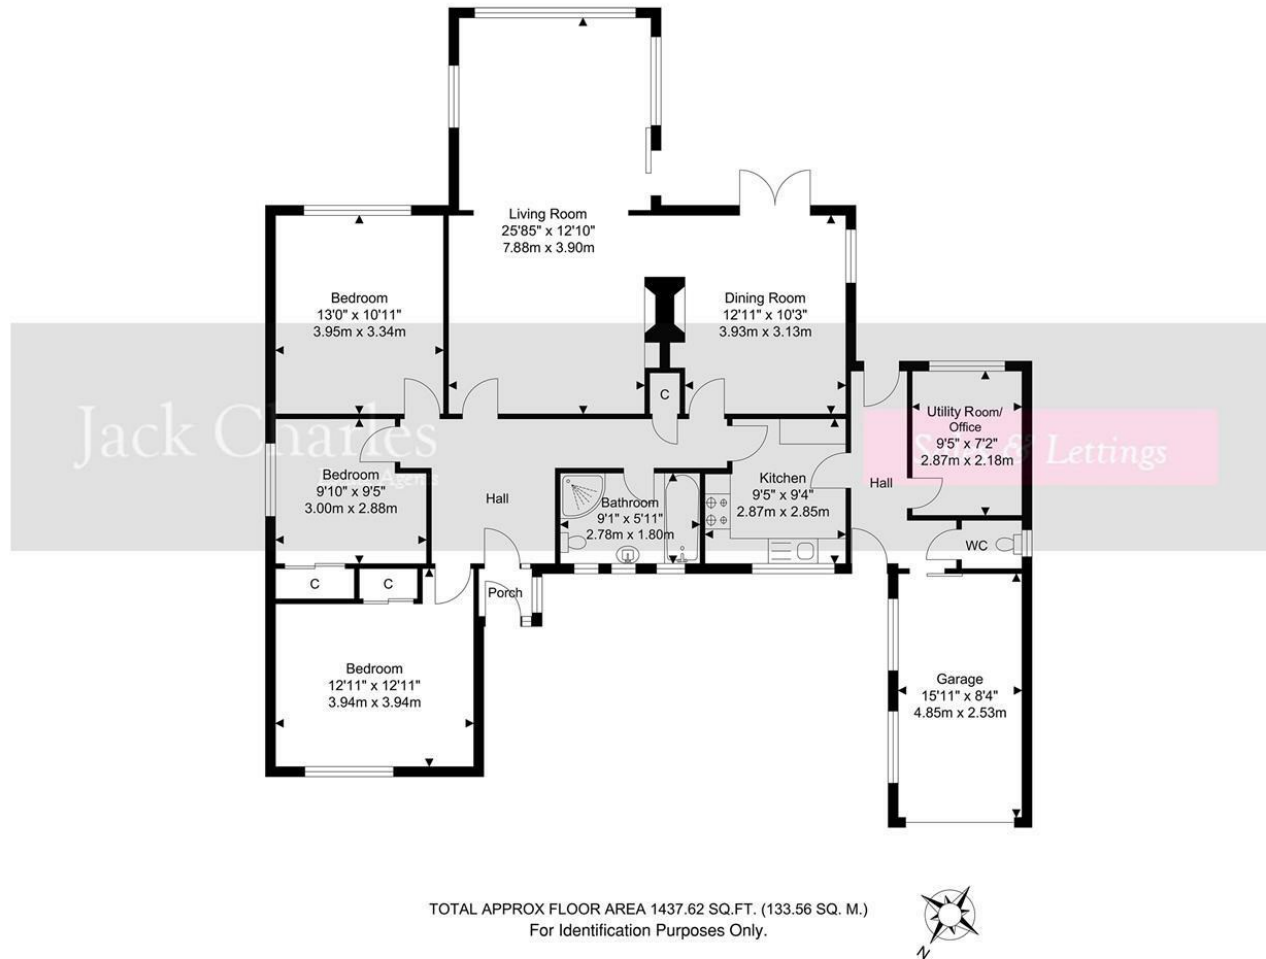 Living Room
25'85" x 12'10"
7.88m x 3.90m
Bedroom
13'0" x 10'11"
3.95m x 3.34m
Dining Room
12'11" x 10'3"
3.93m x 3.13m
C
Utility Room/
Office
9'5" x 7'2"
2.87m x 2.18m
Jack Charles
Agents
Sales & Lettings
Bedroom
9'10" x 9'5"
3.00m x 2.88m
Hall
Bathroom
9'1" x 5'11"
2.78m x 1.80m
Kitchen
9'5" x 9'4"
2.87m x 2.85m
Hall
WC
C
C
Porch
Bedroom
12'11" x 12'11"
3.94m x 3.94m
Garage
15'11" x 8'4"
4.85m x 2.53m
TOTAL APPROX FLOOR AREA 1437.62 SQ.FT. (133.56 SQ. M.)
For Identification Purposes Only.
N